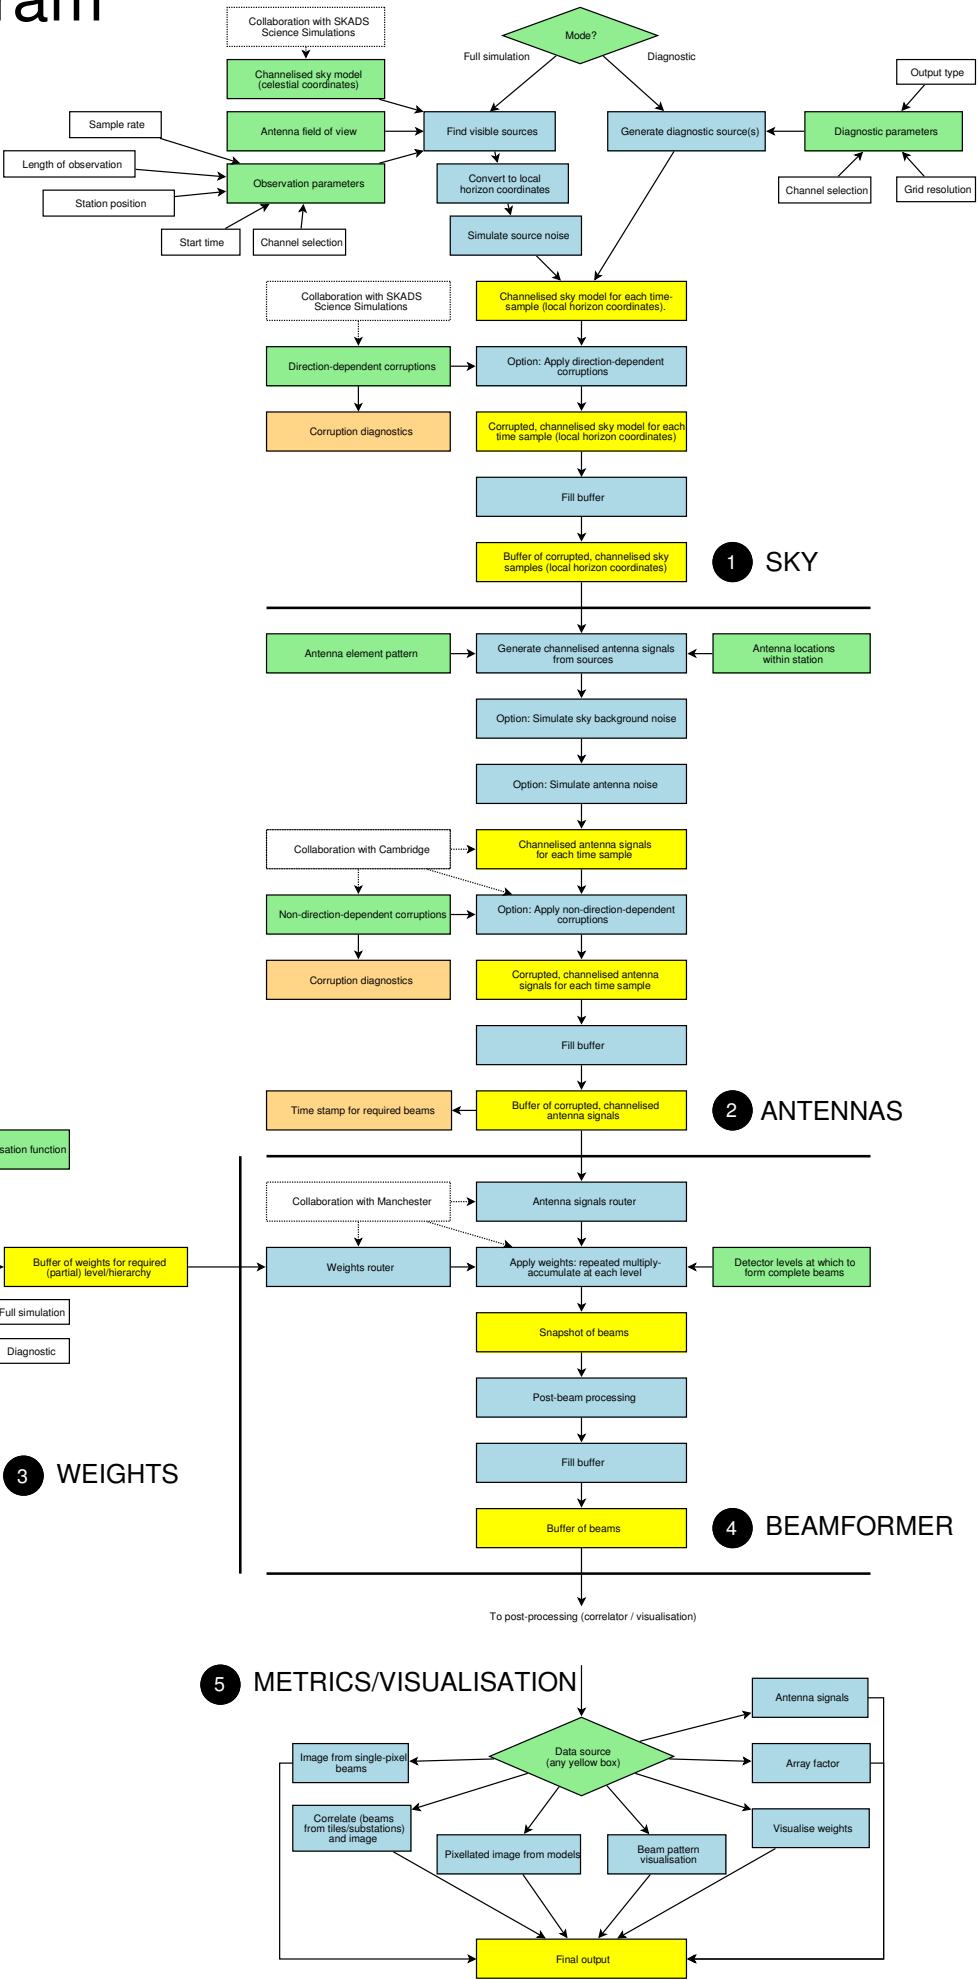 ram
Collaboration with SKADS
Science Simulations
Mode?
Full simulation
Diagnostic
Output type
Channelised sky model
(celestial coordinates)
Sample rate
Antenna field of view
Find visible sources
Generate diagnostic source(s)
Diagnostic parameters
Length of observation
Observation parameters
Convert to local
horizon coordinates
Channel selection
Grid resolution
Station position
Start time
Channel selection
Simulate source noise
Collaboration with SKADS
Science Simulations
Channelised sky model for each time-
sample (local horizon coordinates).
Direction-dependent corruptions
Option: Apply direction-dependent
corruptions
Corruption diagnostics
Corrupted, channelised sky model for each
time sample (local horizon coordinates)
Fill buffer
Buffer of corrupted, channelised sky
samples (local horizon coordinates)
1 SKY
Antenna element pattern
Generate channelised antenna signals
from sources
Antenna locations
within station
Option: Simulate sky background noise
Option: Simulate antenna noise
Collaboration with Cambridge
Channelised antenna signals
for each time sample
Non-direction-dependent corruptions
Option: Apply non-direction-dependent
corruptions
Corruption diagnostics
Corrupted, channelised antenna
signals for each time sample
Fill buffer
Time stamp for required beams
Buffer of corrupted, channelised
antenna signals
2 ANTENNAS
sation function
Collaboration with Manchester
Antenna signals router
Buffer of weights for required
(partial) level/hierarchy
Weights router
Apply weights: repeated multiply-
accumulate at each level
Detector levels at which to
form complete beams
Full simulation
Snapshot of beams
Diagnostic
Post-beam processing
Fill buffer
3 WEIGHTS
Buffer of beams
4 BEAMFORMER
To post-processing (correlator / visualisation)
5 METRICS/VISUALISATION
Antenna signals
Data source
(any yellow box)
Image from single-pixel
beams
Array factor
Correlate (beams
from tiles/substations)
and image
Visualise weights
Pixellated image from models
Beam pattern
visualisation
Final output